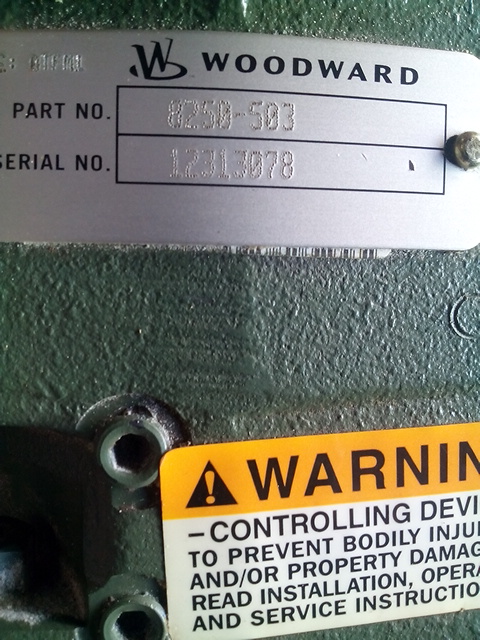 WOODWARD
PART NO. 8250-503
SERIAL NO. 12313078
WARNIN
-CONTROLLING DEVI
TO PREVENT BODILY INJU
AND/OR PROPERTY DAMAG
READ INSTALLATION, OPERA
AND SERVICE INSTRUCTIO